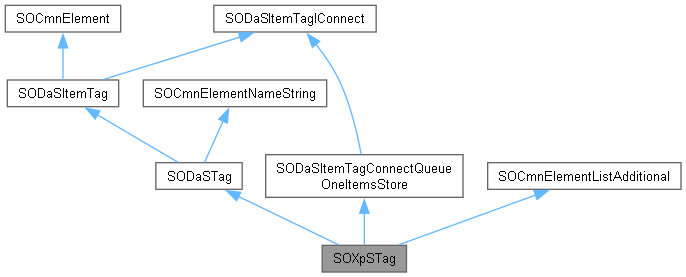 SOCmnElement
SODaSItemTagIConnect
SODaSItemTag
SOCmnElementNameString
SODaSTag
SODaSItemTagConnectQueue
OneItemsStore
SOCmnElementListAdditional
SOXpSTag